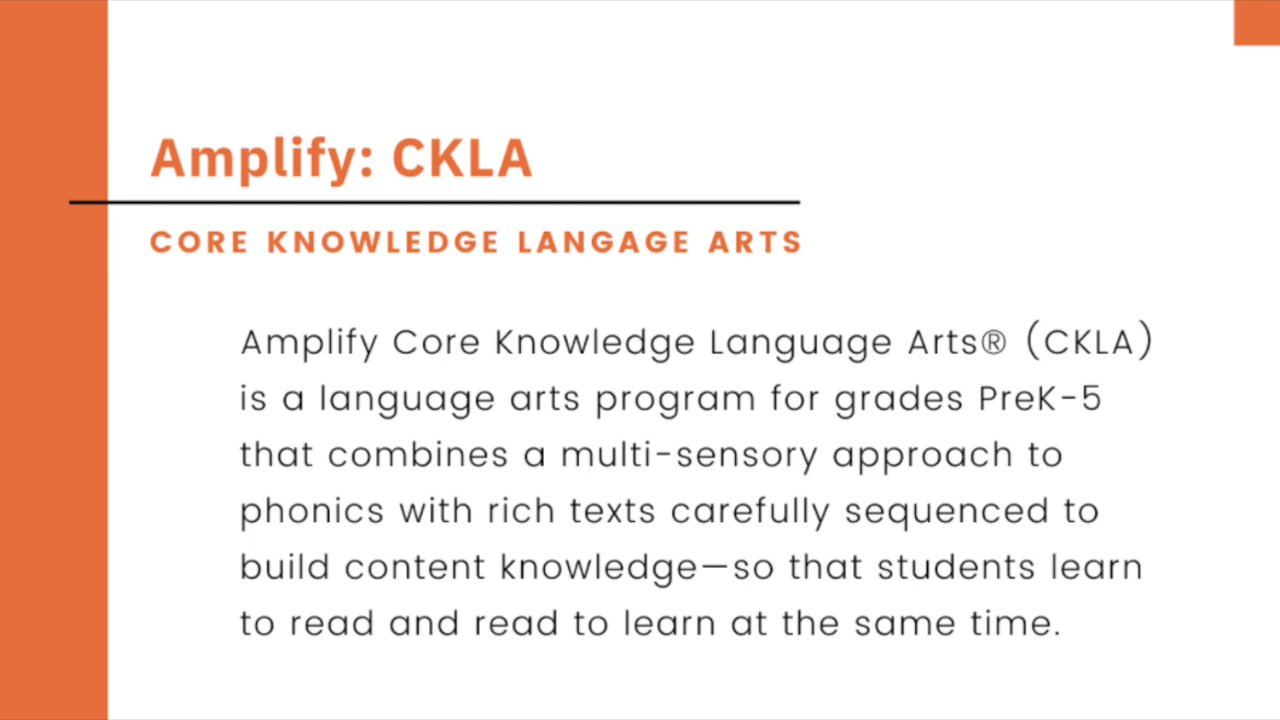 Amplify: CKLA
CORE KNOWLEDGE LANGAGE ARTS
Amplify Core Knowledge Language Arts® (CKLA)
is a language arts program for grades PreK-5
that combines a multi-sensory approach to
phonics with rich texts carefully sequenced to
build content knowledge—so that students learn
to read and read to learn at the same time.